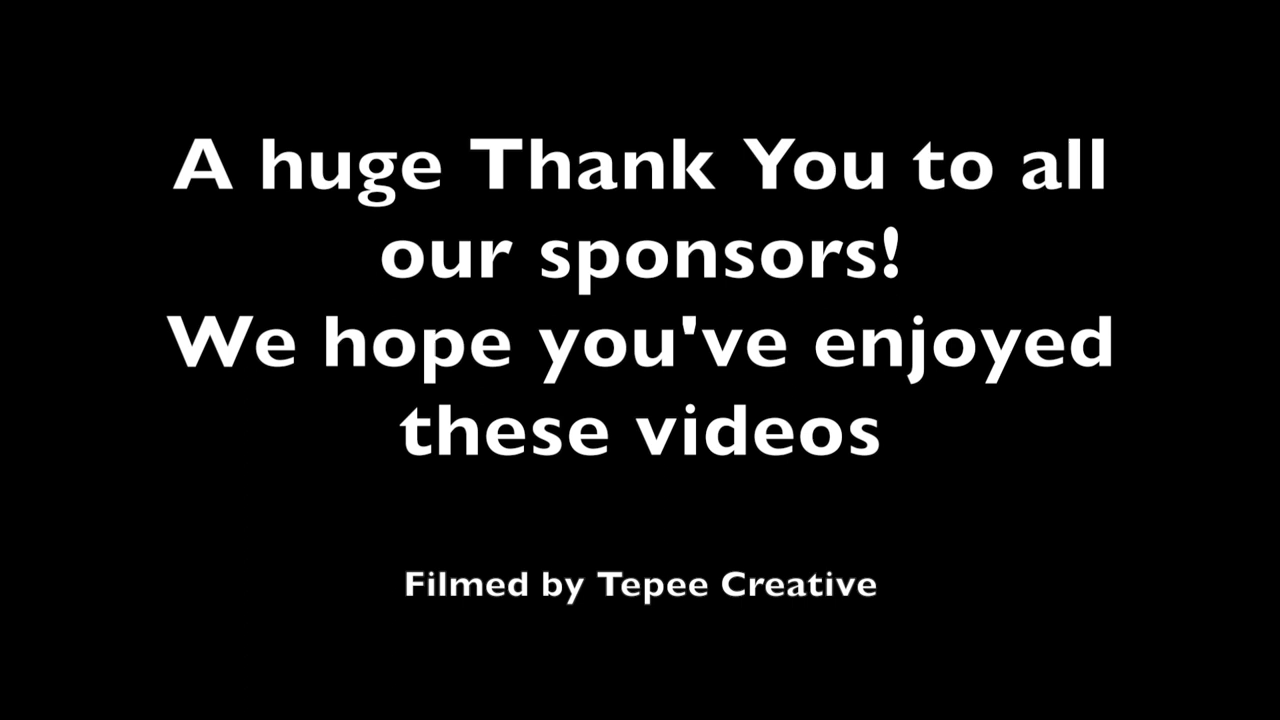 A huge Thank You to all
our sponsors!
We hope you've enjoyed
these videos
Filmed by Tepee Creative